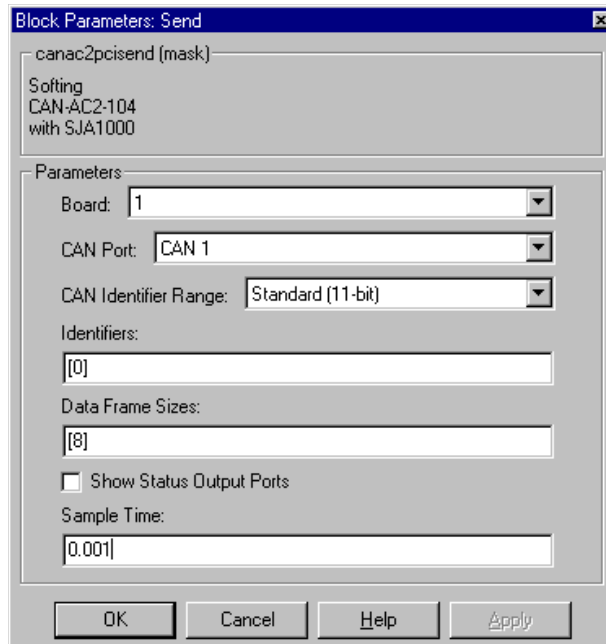 Block Parameters: Send
canac2pcisend (mask)
Softing
CAN-AC2-104
with SJA1000
Parameters
Board: 1
CAN Port: CAN 1
CAN Identifier Range: Standard (11-bit)
Identifiers:
[0]
Data Frame Sizes:
[8]
Show Status Output Ports
Sample Time:
0.001
OK Cancel Help Apply